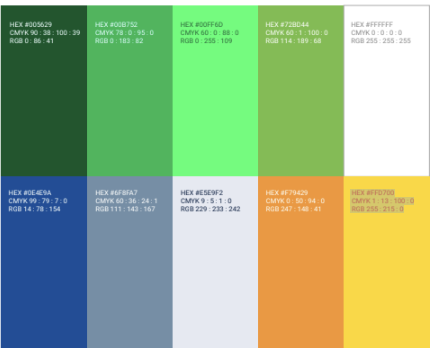 HEX #005629
CMYK 90 : 38 : 100 : 39
RGB 0 : 86 : 41
HEX #00B752
CMYK 78 : 0 : 95 : 0
RGB 0 : 183 : 82
HEX #00FF6D
CMYK 60 : 0 : 88 : 0
RGB 0 : 255 : 109
HEX #72BD44
CMYK 60 : 1 : 100 : 0
RGB 114 : 189 : 68
HEX #FFFFFF
CMYK 0 : 0 : 0 : 0
RGB 255 : 255 : 255
HEX #0E4E9A
CMYK 99 : 79 : 7 : 0
RGB 14 : 78 : 154
HEX #6F8FA7
CMYK 60 : 36 : 24 : 1
RGB 111 : 143 : 167
HEX #E5E9F2
CMYK 9 : 5 : 1 : 0
RGB 229 : 233 : 242
HEX #F79429
CMYK 0 : 50 : 94 : 0
RGB 247 : 148 : 41
HEX #FFD700
CMYK 1 : 13 : 100 : 0
RGB 255 : 215 : 0